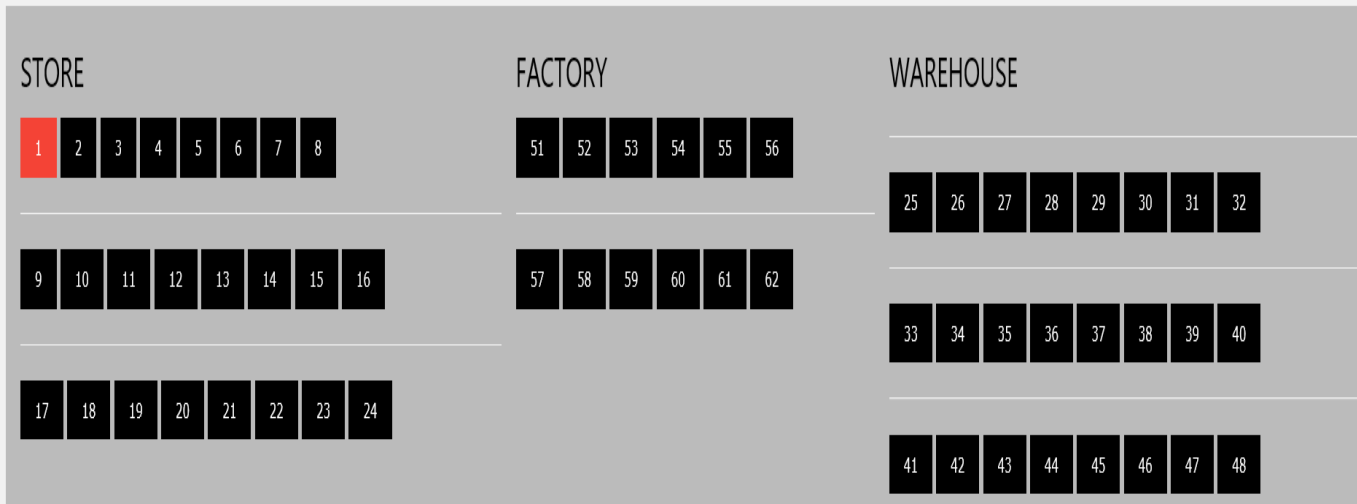 STORE
1 2 3 4 5 6 7 8
9 10 11 12 13 14 15 16
17 18 19 20 21 22 23 24
FACTORY
51 52 53 54 55 56
57 58 59 60 61 62
WAREHOUSE
25 26 27 28 29 30 31 32
33 34 35 36 37 38 39 40
41 42 43 44 45 46 47 48